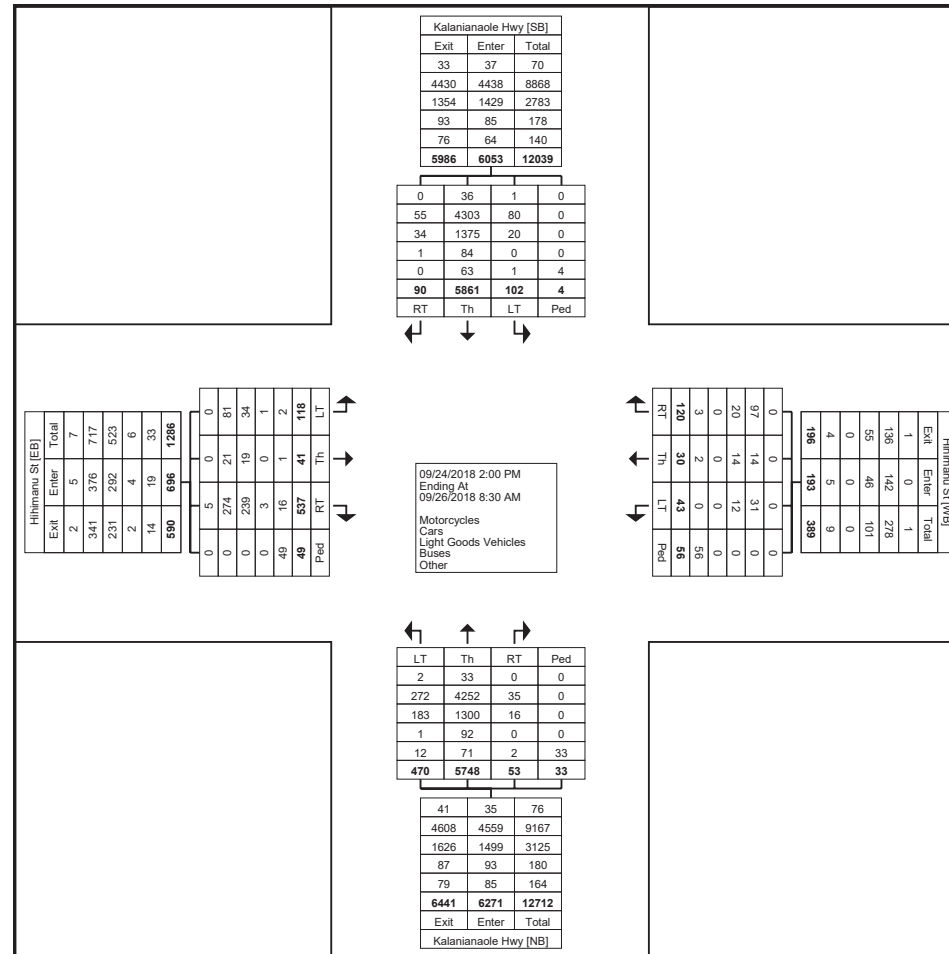 Kalanianaole Hwy [SB]
Exit Enter Total
33 37 70
4430 4438 8868
1354 1429 2783
93 85 178
76 64 140
5986 6053 12039
0 36 1 0
55 4303 80 0
34 1375 20 0
1 84 0 0
0 63 1 4
90 5861 102 4
RT Th LT Ped
Hihimanu St [EB]
Exit Enter Total
2 5 7
341 376 717
231 292 523
2 4 6
14 19 33
590 696 1286
0 0 5 0
81 21 274 0
34 19 239 0
1 0 3 0
2 1 16 49
118 41 537 49
LT Th RT Ped
09/24/2018 2:00 PM
Ending At
09/26/2018 8:30 AM
Motorcycles
Cars
Light Goods Vehicles
Buses
Other
Hihimanu St [WB]
Exit Enter Total
1 0 1
136 142 278
55 46 101
0 0 0
4 5 9
196 193 389
0 0 0 0
97 14 31 0
20 14 12 0
0 0 0 0
3 2 0 56
120 30 43 56
RT Th LT Ped
LT Th RT Ped
2 33 0 0
272 4252 35 0
183 1300 16 0
1 92 0 0
12 71 2 33
470 5748 53 33
41 35 76
4608 4559 9167
1626 1499 3125
87 93 180
79 85 164
6441 6271 12712
Exit Enter Total
Kalanianaole Hwy [NB]